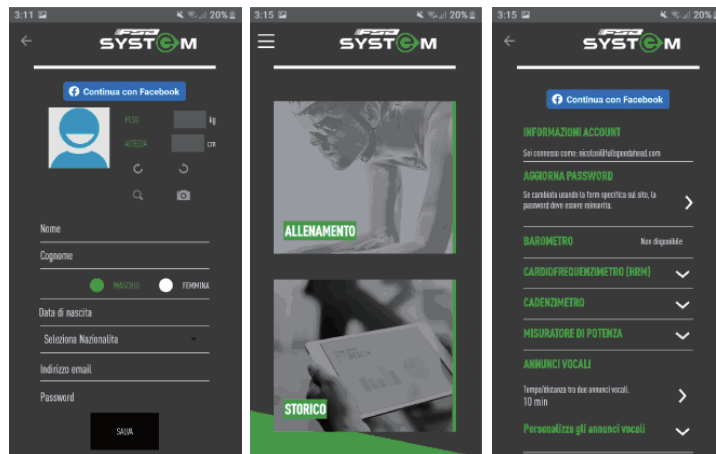 3:11
20%
FSD
SYSTEM
Continua con Facebook
PESO
kg
ALTEZZA
cm
Nome
Cognome
MASCHIO
FEMMINA
Data di nascita
Seleziona Nazionalita
Indirizzo email
Password
SALVA
3:15
20%
SYSTEM
ALLENAMENTO
STORICO
3:15
20%
SYSTEM
Continua con Facebook
INFORMAZIONI ACCOUNT
Sei connesso come: nicolosi@fullspeedahead.com
AGGIORNA PASSWORD
Se cambiata usando la form specifica sul sito, la
password deve essere reinserita.
BAROMETRO
Non disponibile
CARDIOFREQUENZIMETRO (HRM)
CADENZIMETRO
MISURATORE DI POTENZA
ANNUNCI VOCALI
Tempo/distanza tra due annunci vocali.
10 min
Personalizza gli annunci vocali